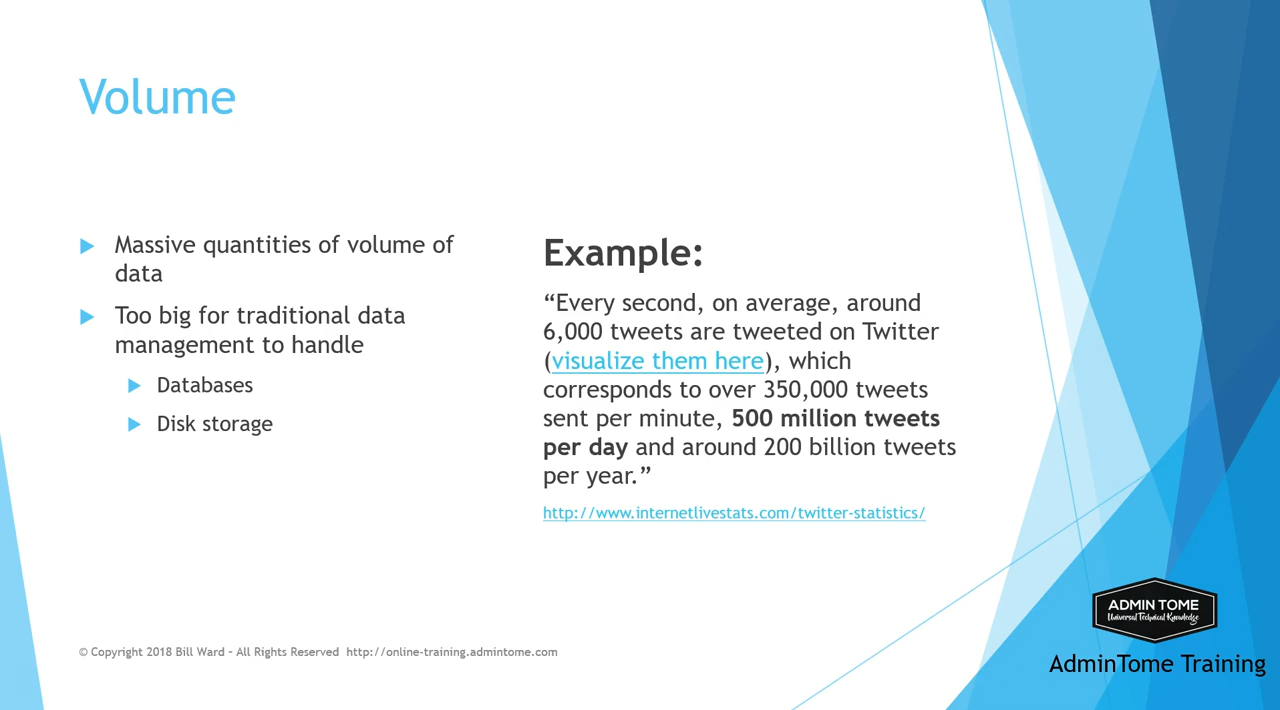 Volume
Massive quantities of volume of
data
Too big for traditional data
management to handle
Databases
Disk storage
Example:
“Every second, on average, around
6,000 tweets are tweeted on Twitter
(visualize them here), which
corresponds to over 350,000 tweets
sent per minute, 500 million tweets
per day and around 200 billion tweets
per year.”
http://www.internetlivestats.com/twitter-statistics/
© Copyright 2018 Bill Ward – All Rights Reserved http://online-training.admintome.com
ADMIN TOME
Universal Technical Knowledge
AdminTome Training